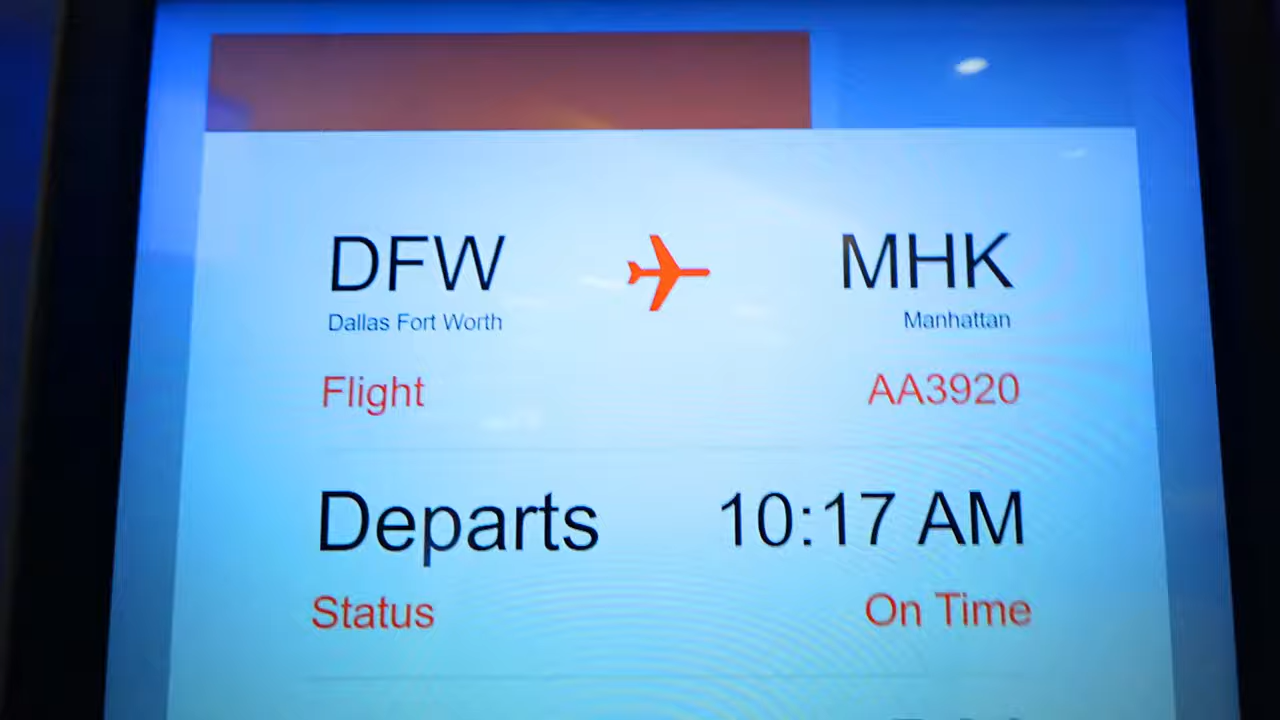 DFW MHK
Dallas Fort Worth Manhattan
Flight AA3920
Departs 10:17 AM
Status On Time